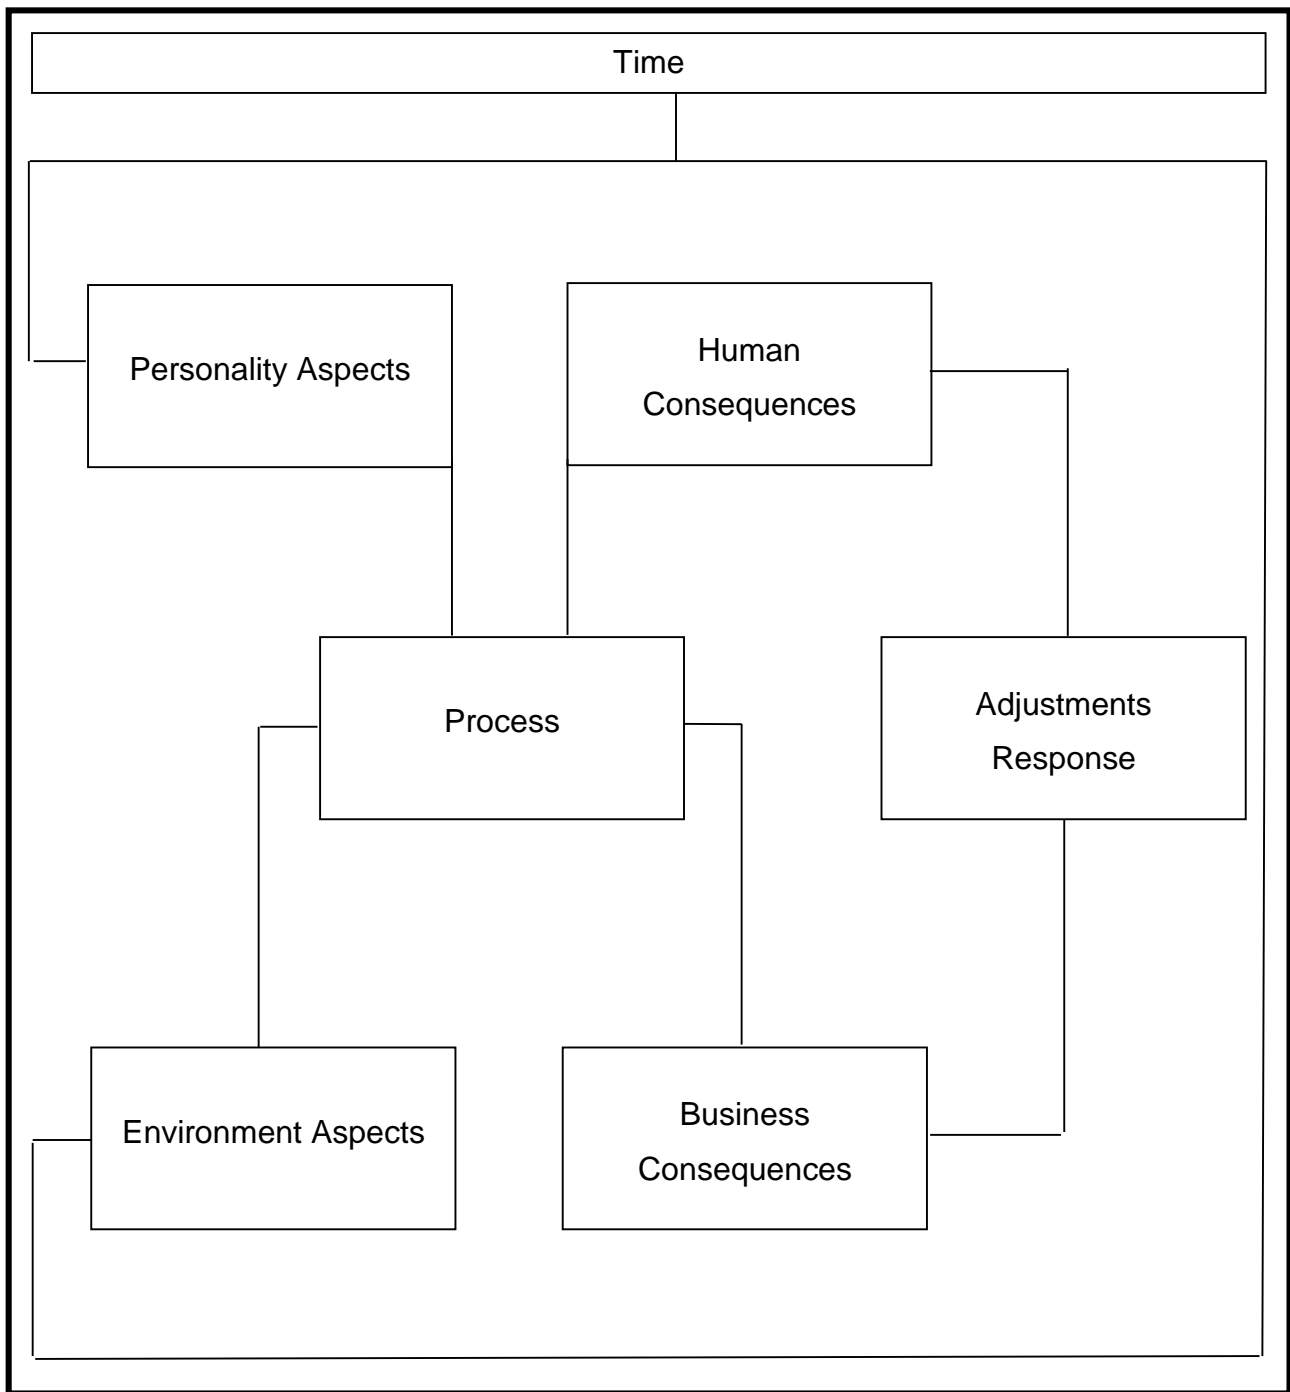 Time
Personality Aspects
Human
Consequences
Process
Adjustments
Response
Environment Aspects
Business
Consequences